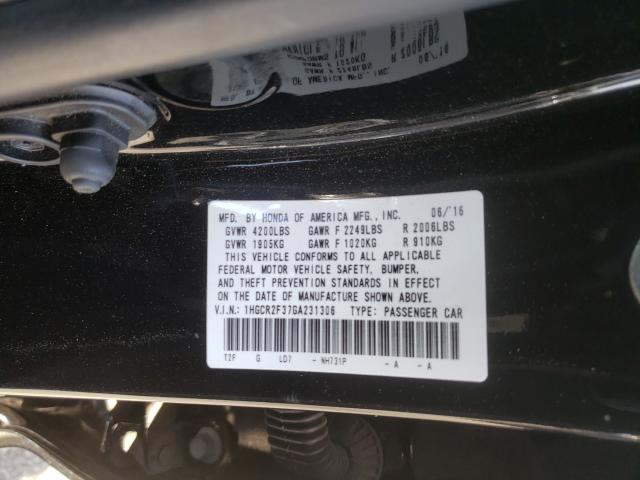 MFD. BY HONDA OF AMERICA MFG., INC. 06/'16
GVWR 4200LBS GAWR F 2249LBS R 2006LBS
GVWR 1905KG GAWR F 1020KG R 910KG
THIS VEHICLE CONFORMS TO ALL APPLICABLE
FEDERAL MOTOR VEHICLE SAFETY, BUMPER,
AND THEFT PREVENTION STANDARDS IN EFFECT
ON THE DATE OF MANUFACTURE SHOWN ABOVE.
V.I.N.: 1HGCR2F37GA231306 TYPE: PASSENGER CAR
T2F G LD7 - NH731P - A - A